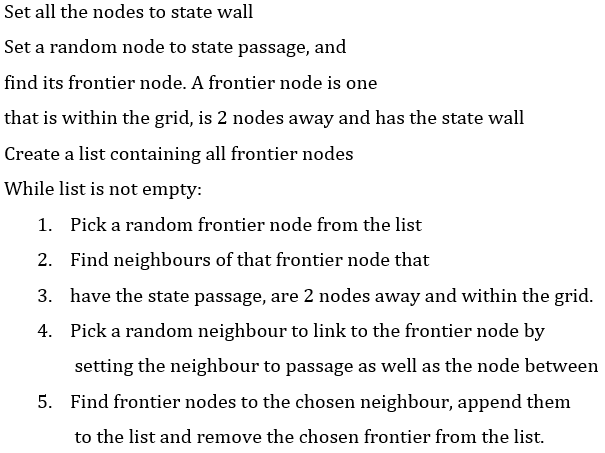 Set all the nodes to state wall
Set a random node to state passage, and
find its frontier node. A frontier node is one
that is within the grid, is 2 nodes away and has the state wall
Create a list containing all frontier nodes
While list is not empty:
1. Pick a random frontier node from the list
2. Find neighbours of that frontier node that
3. have the state passage, are 2 nodes away and within the grid.
4. Pick a random neighbour to link to the frontier node by
setting the neighbour to passage as well as the node between
5. Find frontier nodes to the chosen neighbour, append them
to the list and remove the chosen frontier from the list.